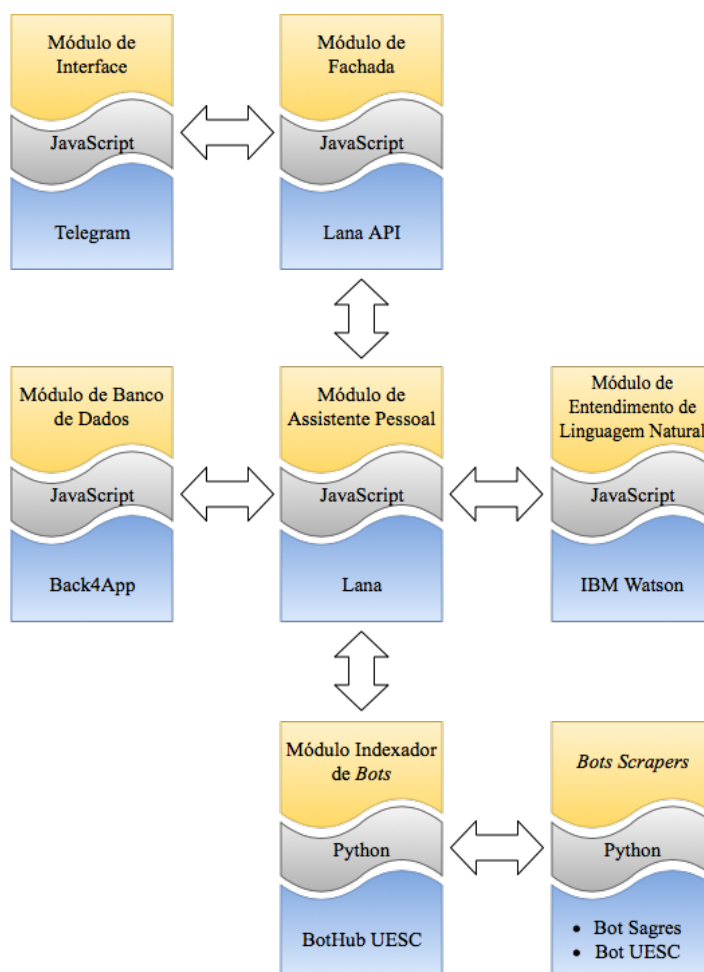 Módulo de
Interface
JavaScript
Telegram
Módulo de
Fachada
JavaScript
Lana API
Módulo de Banco
de Dados
JavaScript
Back4App
Módulo de
Assistente Pessoal
JavaScript
Lana
Módulo de
Entendimento de
Linguagem Natural
JavaScript
IBM Watson
Módulo Indexador
de Bots
Python
BotHub UESC
Bots Scrapers
Python
• Bot Sagres
• Bot UESC